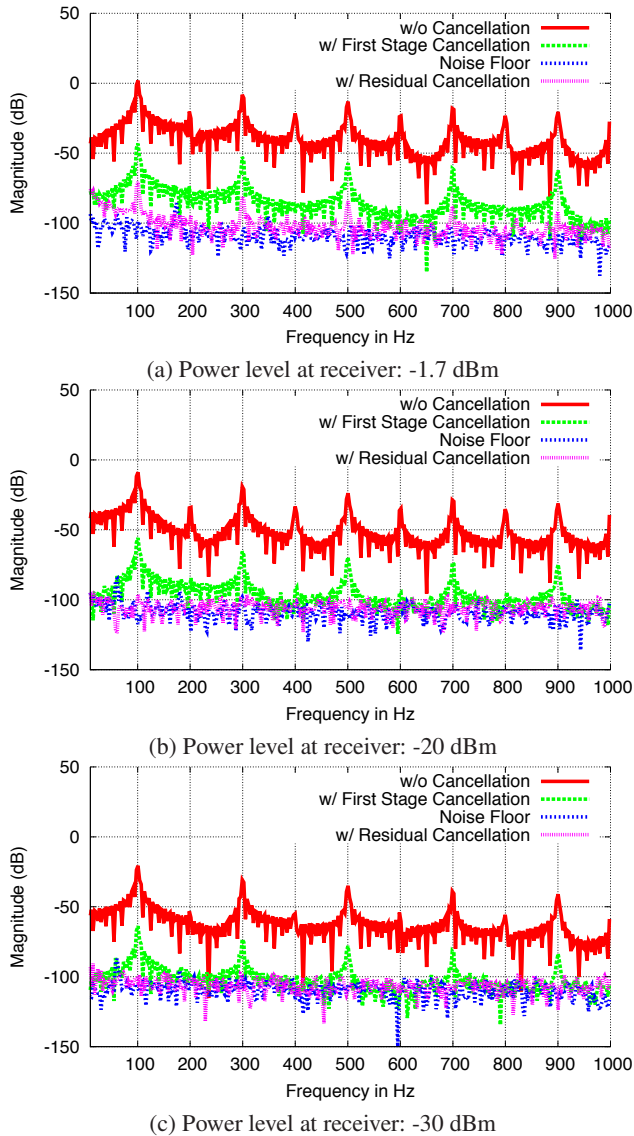 50
0
-50
-100
-150
Magnitude (dB)
w/o Cancellation
w/ First Stage Cancellation
Noise Floor
w/ Residual Cancellation
100 200 300 400 500 600 700 800 900 1000
Frequency in Hz
(a) Power level at receiver: -1.7 dBm
50
0
-50
-100
-150
Magnitude (dB)
w/o Cancellation
w/ First Stage Cancellation
Noise Floor
w/ Residual Cancellation
100 200 300 400 500 600 700 800 900 1000
Frequency in Hz
(b) Power level at receiver: -20 dBm
50
0
-50
-100
-150
Magnitude (dB)
w/o Cancellation
w/ First Stage Cancellation
Noise Floor
w/ Residual Cancellation
100 200 300 400 500 600 700 800 900 1000
Frequency in Hz
(c) Power level at receiver: -30 dBm